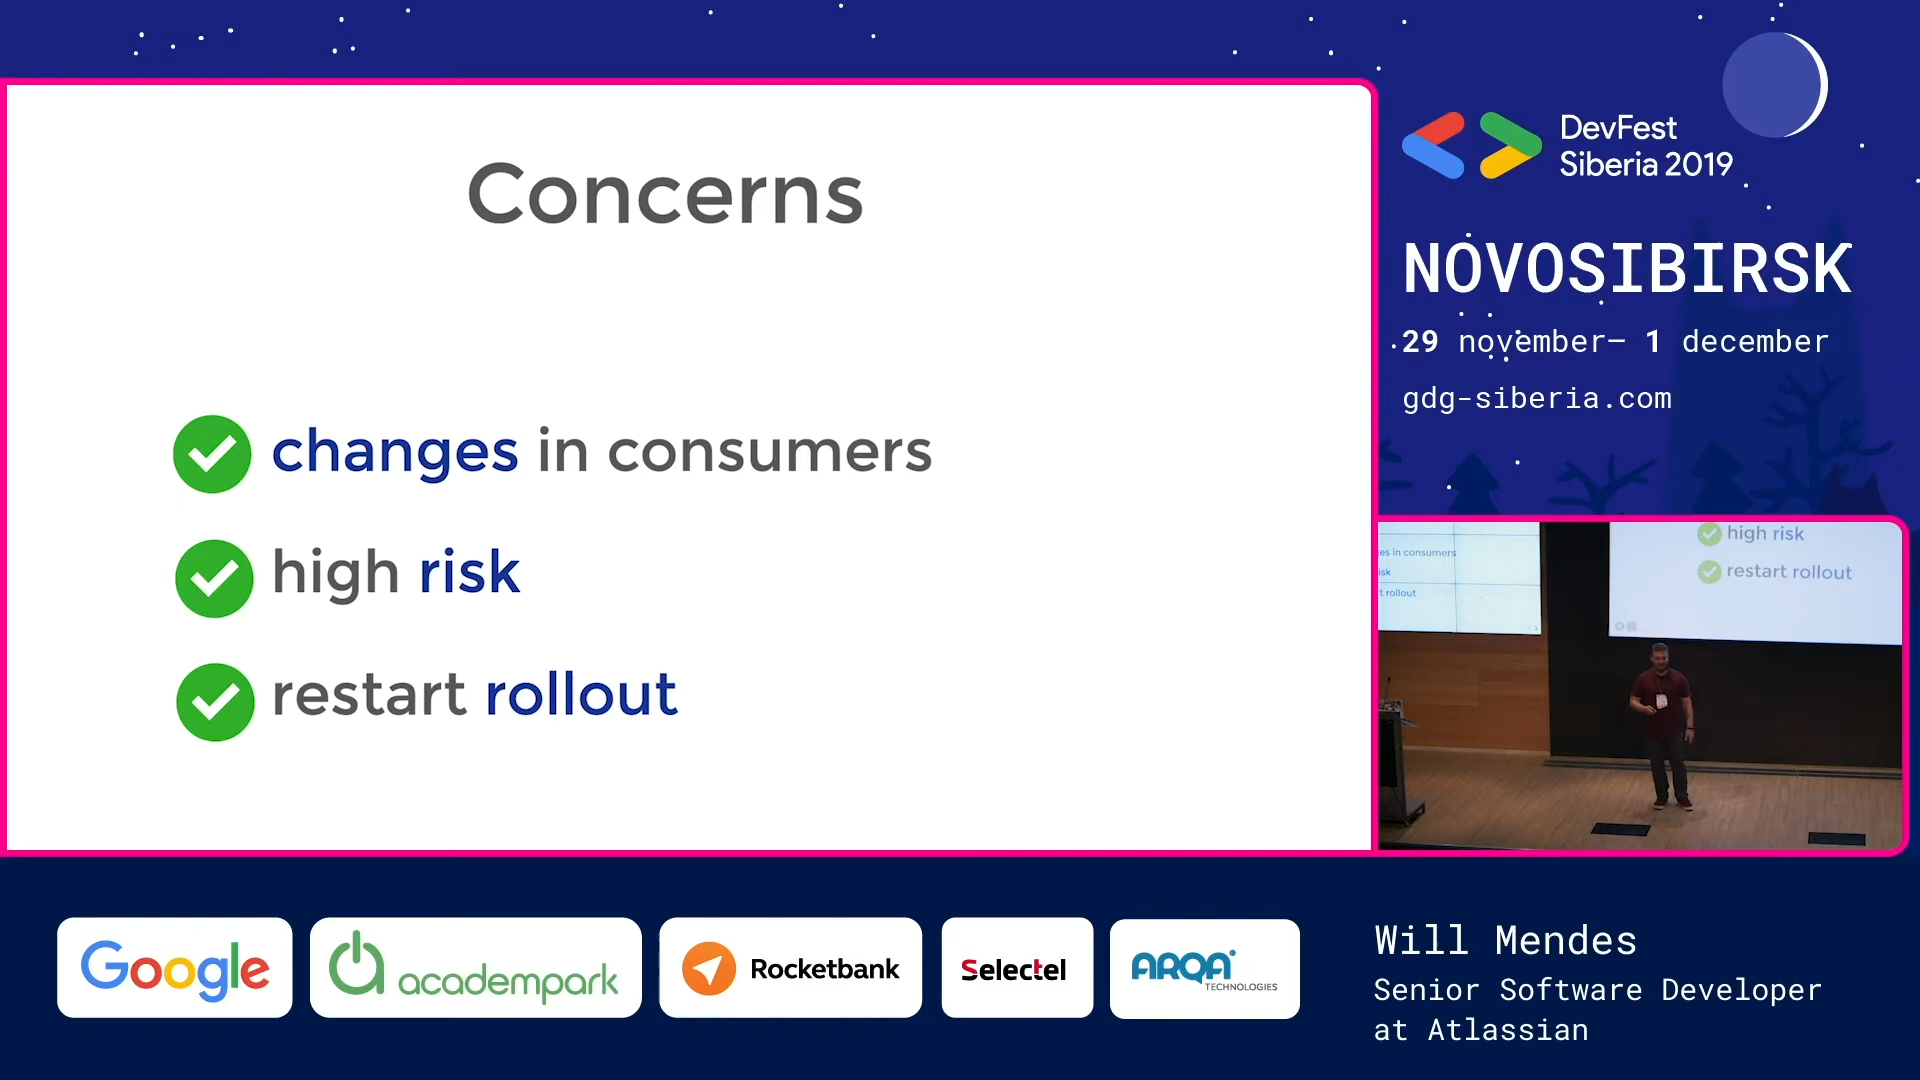 Concerns
changes in consumers
high risk
restart rollout
DevFest
Siberia 2019
NOVOSIBIRSK
29 november– 1 december
gdg-siberia.com
es in consumers
isk
t rollout
high risk
restart rollout
Google
academpark
Rocketbank
Selectel
ARQA
TECHNOLOGIES
Will Mendes
Senior Software Developer
at Atlassian